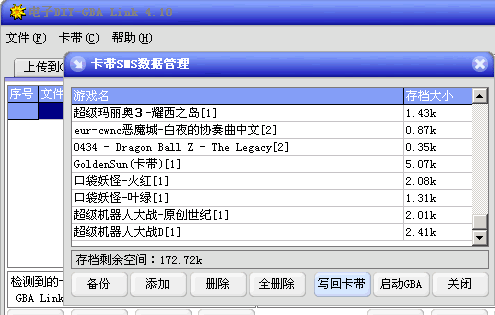 电子DIY GBA Link 4.10
文件(F) 卡带(C) 帮助(H)
上传到G
序号 文件
卡带SMS数据管理
游戏名 存档大小
超级玛丽奥3-耀西之岛[1] 1.43k
eur-cwnc恶魔城-白夜的协奏曲中文[2] 0.87k
0434 - Dragon Ball Z - The Legacy[2] 0.35k
GoldenSun(卡带)[1] 5.07k
口袋妖怪-火红[1] 2.08k
口袋妖怪-叶绿[1] 1.31k
超级机器人大战-原创世纪[1] 2.01k
超级机器人大战D[1] 2.41k
存档剩余空间：172.72k
备份 添加 删除 全删除 写回卡带 启动GBA 关闭
检测到的一
GBA Link